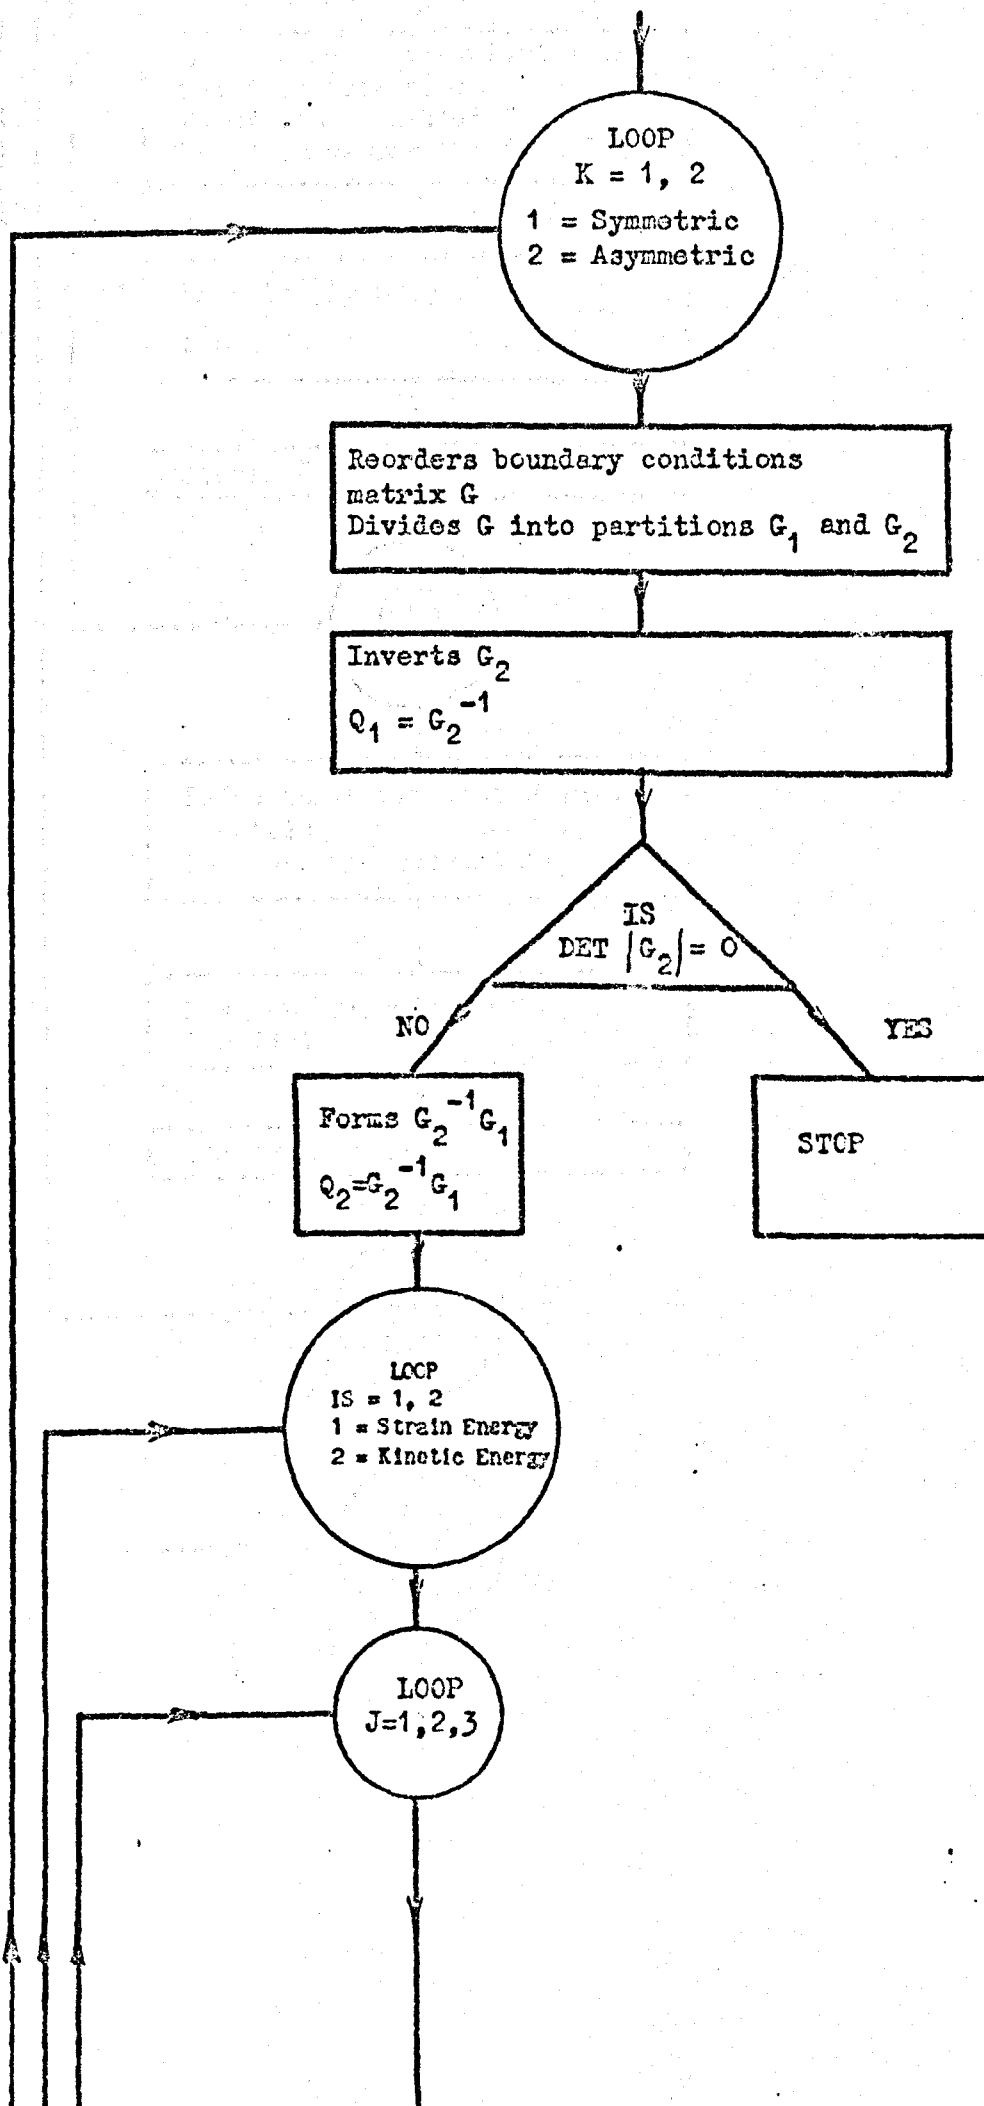 LOOP
K = 1, 2
1 = Symmetric
2 = Asymmetric
Reorders boundary conditions
matrix G
Divides G into partitions G₁ and G₂
Inverts G₂
Q₁ = G₂⁻¹
IS
DET |G₂| = 0
NO
YES
Forms G₂⁻¹G₁
Q₂=G₂⁻¹G₁
STOP
LOOP
IS = 1, 2
1 = Strain Energy
2 = Kinetic Energy
LOOP
J=1,2,3